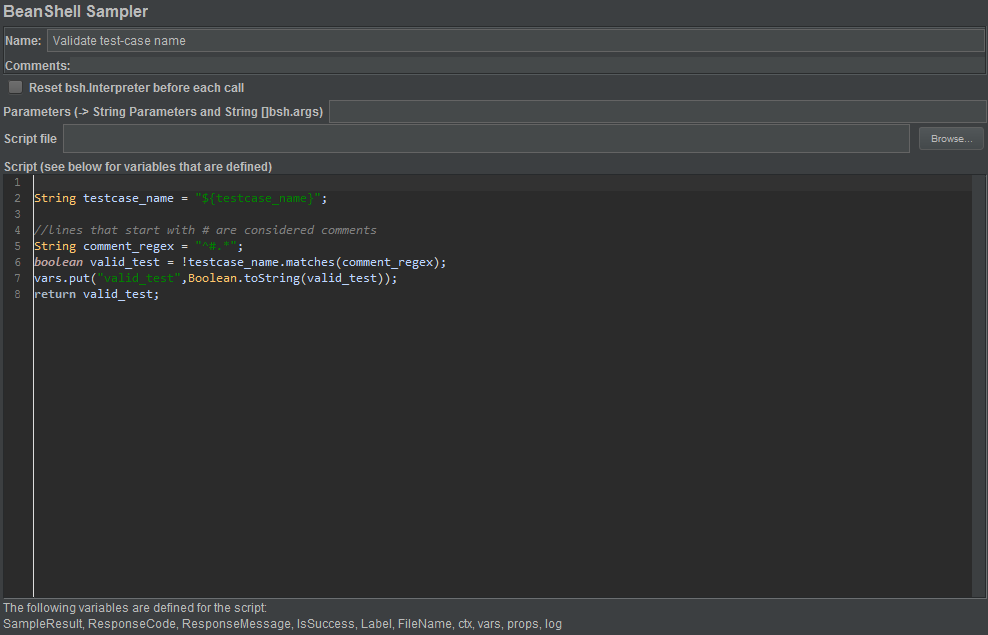 BeanShell Sampler
Name: Validate test-case name
Comments:
Reset bsh.Interpreter before each call
Parameters (-> String Parameters and String []bsh.args)
Script file Browse...
Script (see below for variables that are defined)
1
2 String testcase_name = "${testcase_name}";
3
4 //lines that start with # are considered comments
5 String comment_regex = "^#.*";
6 boolean valid_test = !testcase_name.matches(comment_regex);
7 vars.put("valid_test",Boolean.toString(valid_test));
8 return valid_test;
The following variables are defined for the script:
SampleResult, ResponseCode, ResponseMessage, IsSuccess, Label, FileName, ctx, vars, props, log